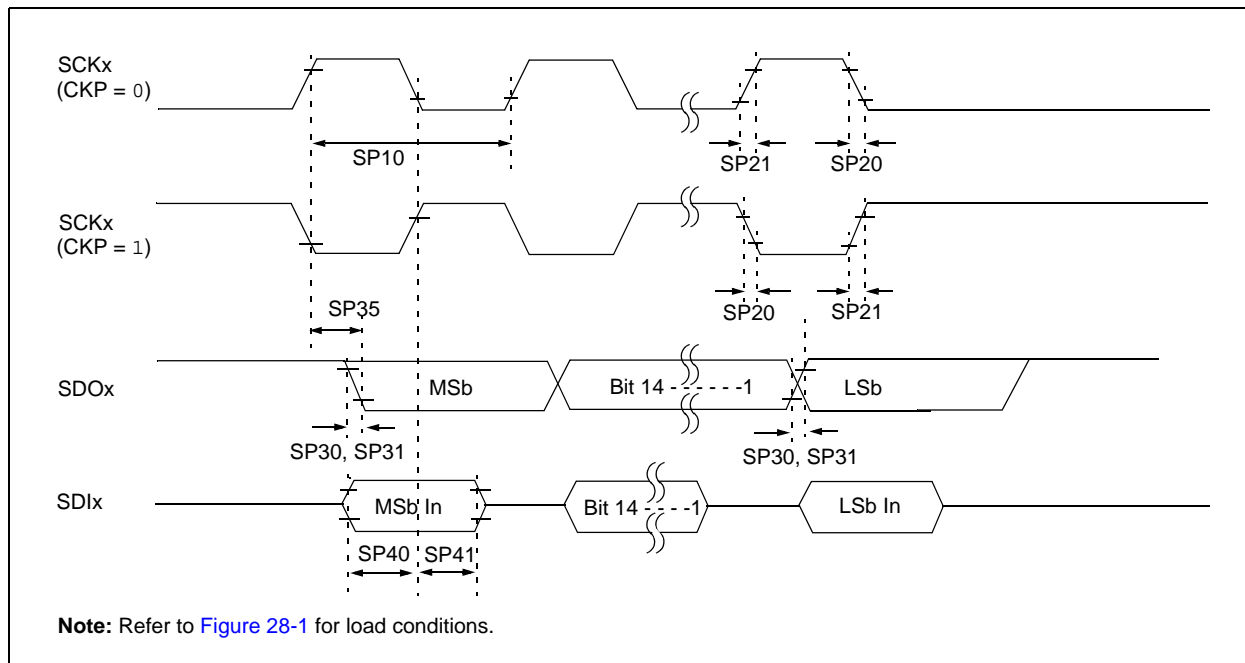 SCKx
(CKP = 0)
SP10
SP21
SP20
SCKx
(CKP = 1)
SP35
SP20
SP21
SDOx
MSb
Bit 14 - - - - - -1
LSb
SP30, SP31
SP30, SP31
SDIx
MSb In
Bit 14 - - - -1
LSb In
SP40
SP41
Note: Refer to Figure 28-1 for load conditions.